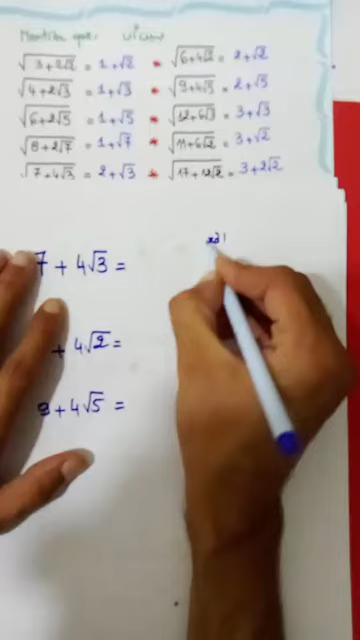 √3+2√2 = 1+√2 * √6+4√2 = 2+√2
√4+2√3 = 1+√3 * √9+4√5 = 2+√5
√6+2√5 = 1+√5 * √12+6√3 = 3+√3
√8+2√7 = 1+√7 * √11+6√2 = 3+√2
√7+4√3 = 2+√3 * √17+12√2 = 3+2√2
7 + 4√3 =
+ 4√2 =
9 + 4√5 =